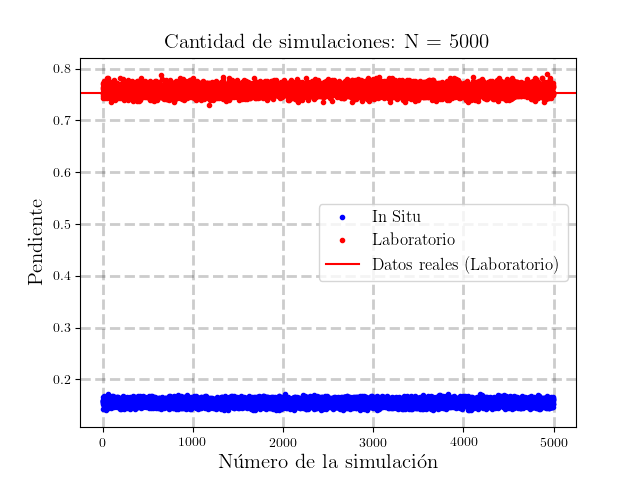 Cantidad de simulaciones: N = 5000
Pendiente
0.8
0.7
0.6
0.5
0.4
0.3
0.2
In Situ
Laboratorio
Datos reales (Laboratorio)
0
1000
2000
3000
4000
5000
Número de la simulación